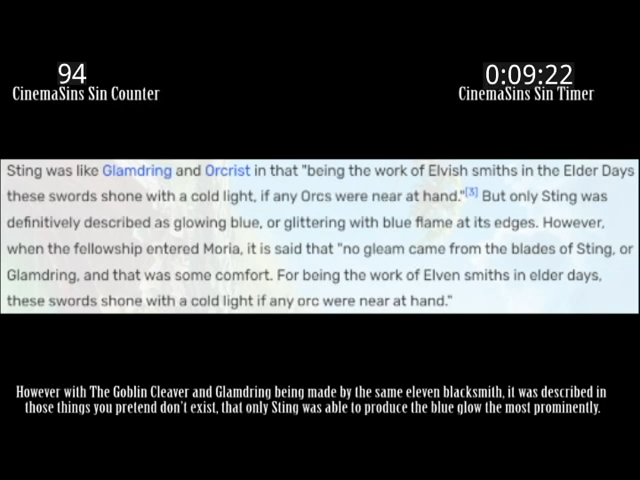 94
0:09:22
CinemaSins Sin Counter
CinemaSins Sin Timer
Sting was like Glamdring and Orcrist in that "being the work of Elvish smiths in the Elder Days
these swords shone with a cold light, if any Orcs were near at hand."[3] But only Sting was
definitively described as glowing blue, or glittering with blue flame at its edges. However,
when the fellowship entered Moria, it is said that "no gleam came from the blades of Sting, or
Glamdring, and that was some comfort. For being the work of Elven smiths in elder days,
these swords shone with a cold light if any orc were near at hand."
However with The Goblin Cleaver and Glamdring being made by the same eleven blacksmith, it was described in
those things you pretend don't exist, that only Sting was able to produce the blue glow the most prominently.